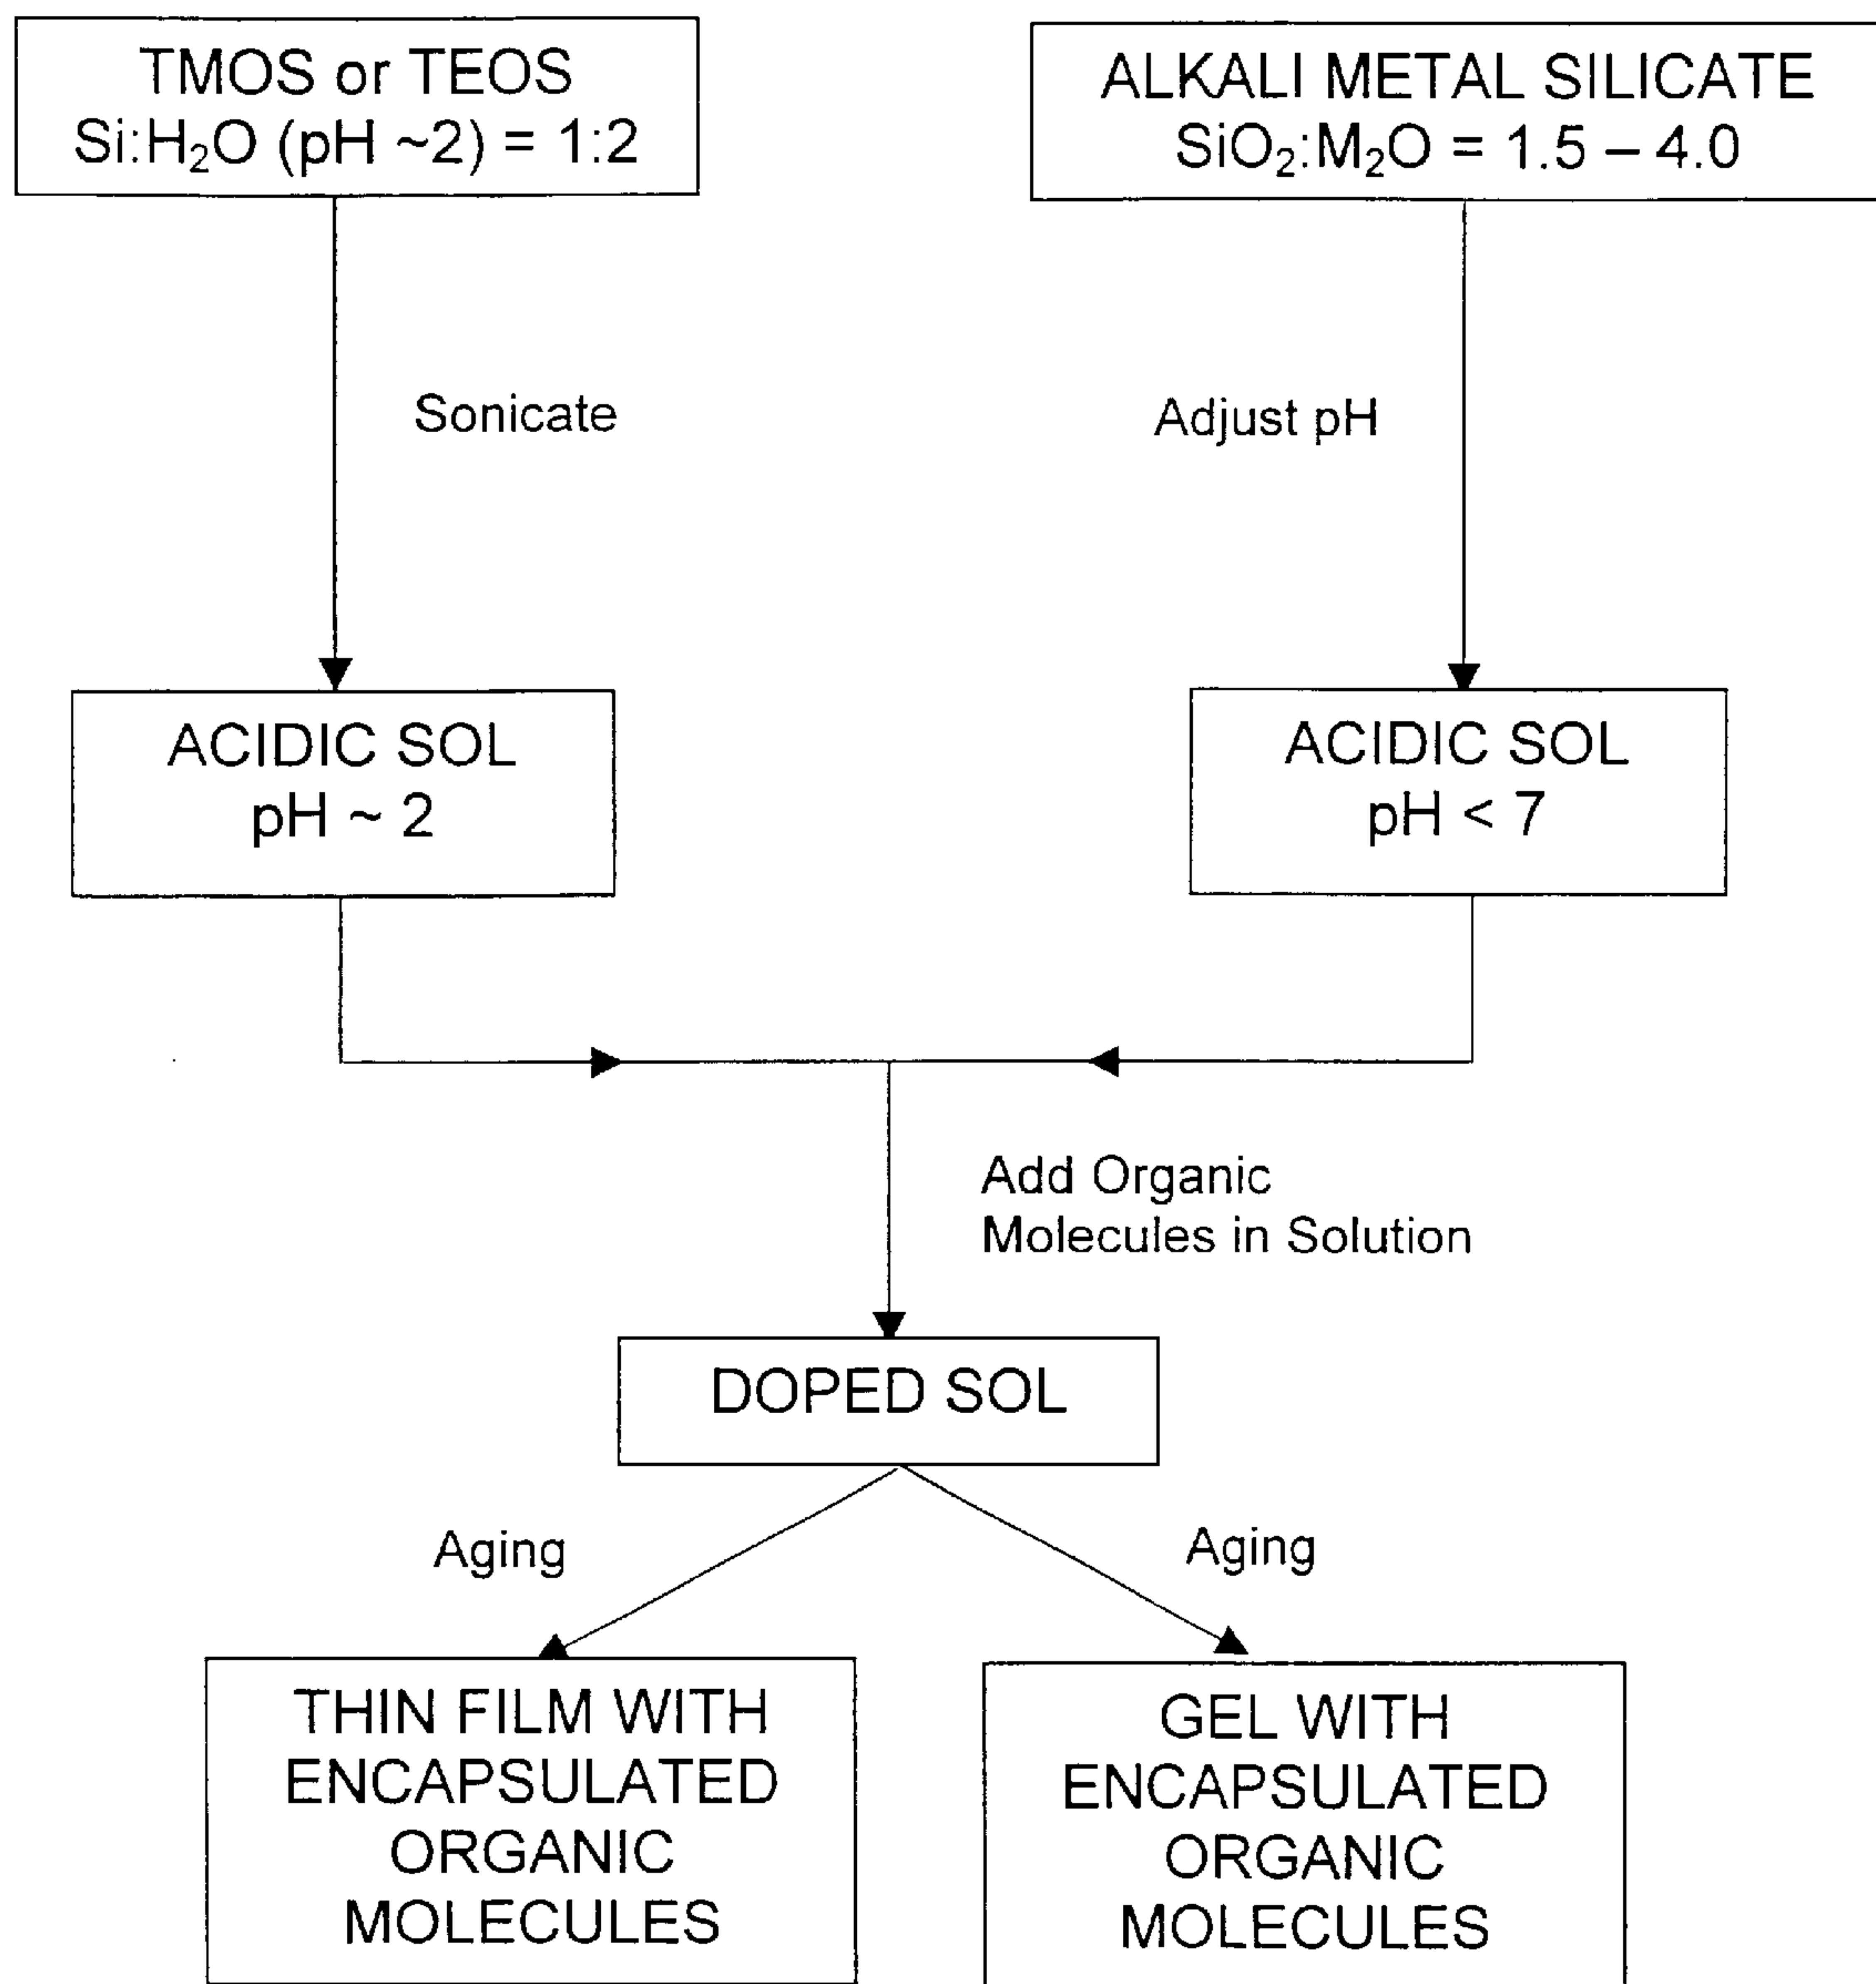 TMOS or TEOS
Si:H₂O (pH ~2) = 1:2
ALKALI METAL SILICATE
SiO₂:M₂O = 1.5 – 4.0
Sonicate
Adjust pH
ACIDIC SOL
pH ~ 2
ACIDIC SOL
pH < 7
Add Organic
Molecules in Solution
DOPED SOL
Aging
Aging
THIN FILM WITH
ENCAPSULATED
ORGANIC
MOLECULES
GEL WITH
ENCAPSULATED
ORGANIC
MOLECULES